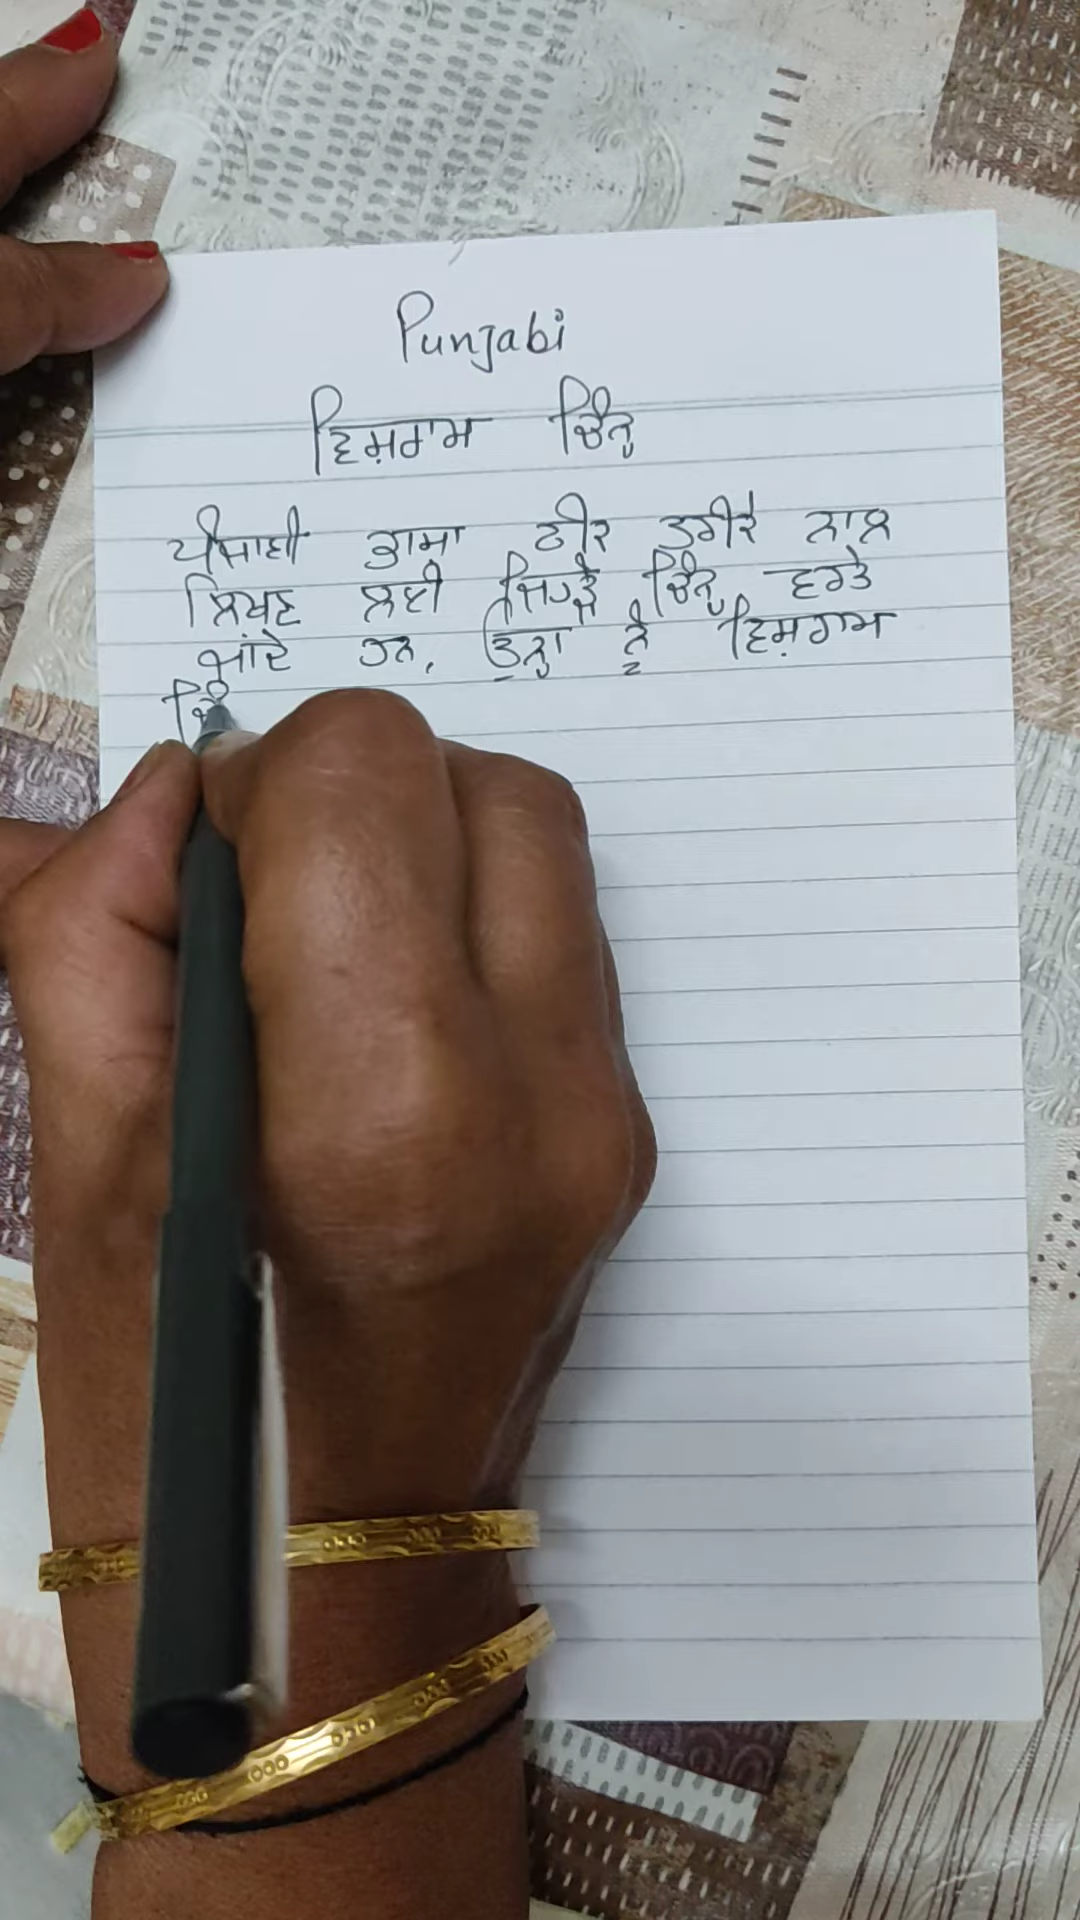 Punjabi
ਵਿਸ਼ਰਾਮ ਚਿੰਨ੍ਹ
ਪੰਜਾਬੀ ਭਾਸ਼ਾ ਠੀਕ ਤਰੀਕੇ ਨਾਲ
ਲਿਖਣ ਲਈ ਜਿਹੜੇ ਚਿੰਨ੍ਹ ਵਰਤੇ
ਜਾਂਦੇ ਹਨ, ਉਨ੍ਹਾਂ ਨੂੰ ਵਿਸ਼ਰਾਮ